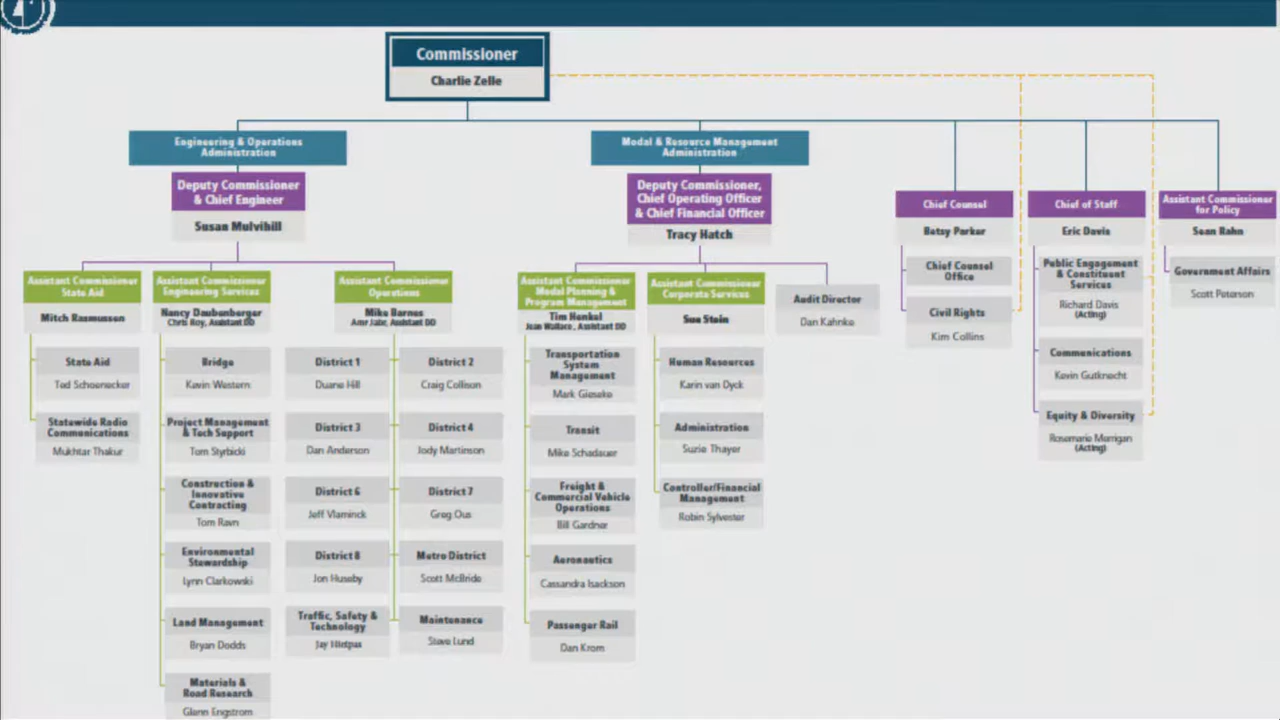 Commissioner
Charlie Zelle
Engineering & Operations
Administration
Deputy Commissioner
& Chief Engineer
Susan Mulvihill
Modal & Resource Management
Administration
Deputy Commissioner,
Chief Operating Officer
& Chief Financial Officer
Tracy Hatch
Chief Counsel
Betsy Parker
Chief Counsel
Office
Civil Rights
Kim Collins
Chief of Staff
Eric Davis
Public Engagement
& Constituent
Services
Richard Davis
(Acting)
Communications
Kevin Gutknecht
Equity & Diversity
Rosemarie Merrigan
(Acting)
Assistant Commissioner
for Policy
Sean Rahn
Government Affairs
Scott Peterson
Assistant Commissioner
State Aid
Mitch Rasmussen
State Aid
Ted Schoenecker
Statewide Radio
Communications
Mukhtar Thakur
Assistant Commissioner
Engineering Services
Nancy Daubenberger
Chris Roy, Assistant DD
Bridge
Kevin Western
Project Management
& Tech Support
Tom Styrbicki
Construction &
Innovative
Contracting
Tom Ravn
Environmental
Stewardship
Lynn Clarkowski
Land Management
Bryan Dodds
Materials &
Road Research
Glenn Engstrom
Assistant Commissioner
Operations
Mike Barnes
Amr Jabr, Assistant DD
District 1
Duane Hill
District 2
Craig Collison
District 3
Dan Anderson
District 4
Jody Martinson
District 6
Jeff Vlaminck
District 7
Greg Ous
District 8
Jon Huseby
Metro District
Scott McBride
Traffic, Safety &
Technology
Jay Hietpas
Maintenance
Steve Lund
Assistant Commissioner
Modal Planning &
Program Management
Tim Henkel
Jean Wallace, Assistant DD
Transportation
System
Management
Mark Gieseke
Transit
Mike Schadauer
Freight &
Commercial Vehicle
Operations
Bill Gardner
Aeronautics
Cassandra Isackson
Passenger Rail
Dan Krom
Assistant Commissioner
Corporate Services
Sue Stein
Human Resources
Karin van Dyck
Administration
Suzie Thayer
Controller/Financial
Management
Robin Sylvester
Audit Director
Dan Kahnke